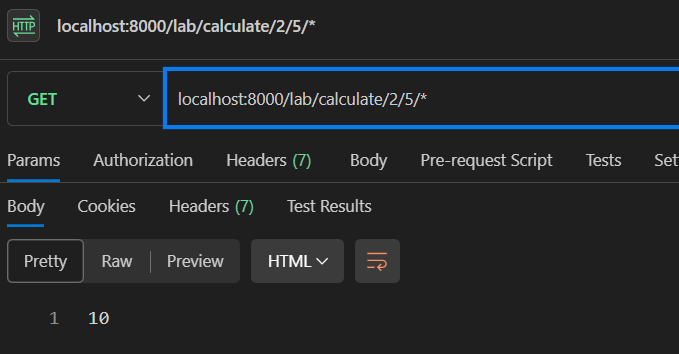 HTTP localhost:8000/lab/calculate/2/5/*
GET localhost:8000/lab/calculate/2/5/*
Params Authorization Headers (7) Body Pre-request Script Tests Set
Body Cookies Headers (7) Test Results
Pretty Raw Preview HTML
1 10